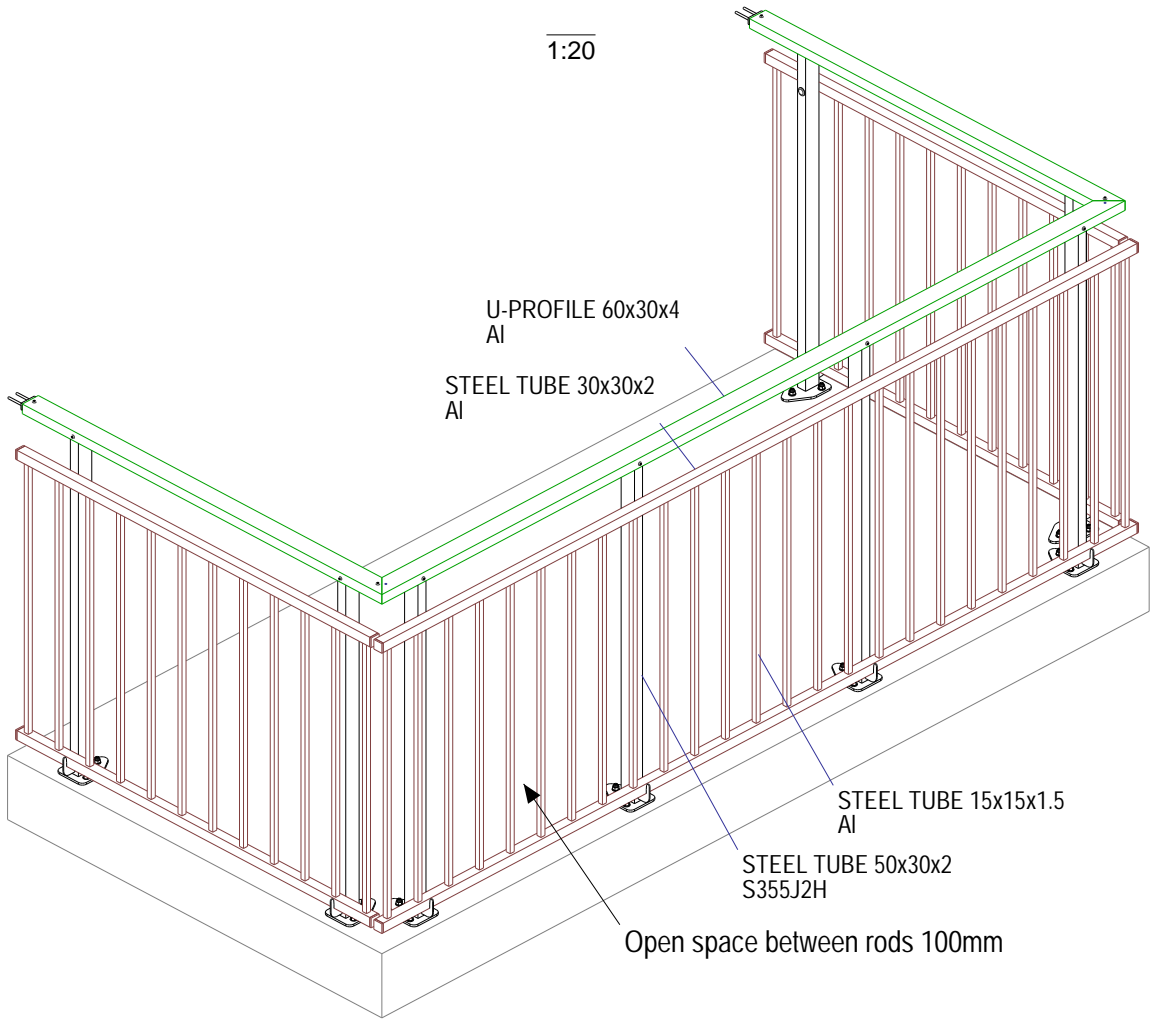 1:20
U-PROFILE 60x30x4
Al
STEEL TUBE 30x30x2
Al
STEEL TUBE 15x15x1.5
Al
STEEL TUBE 50x30x2
S355J2H
Open space between rods 100mm